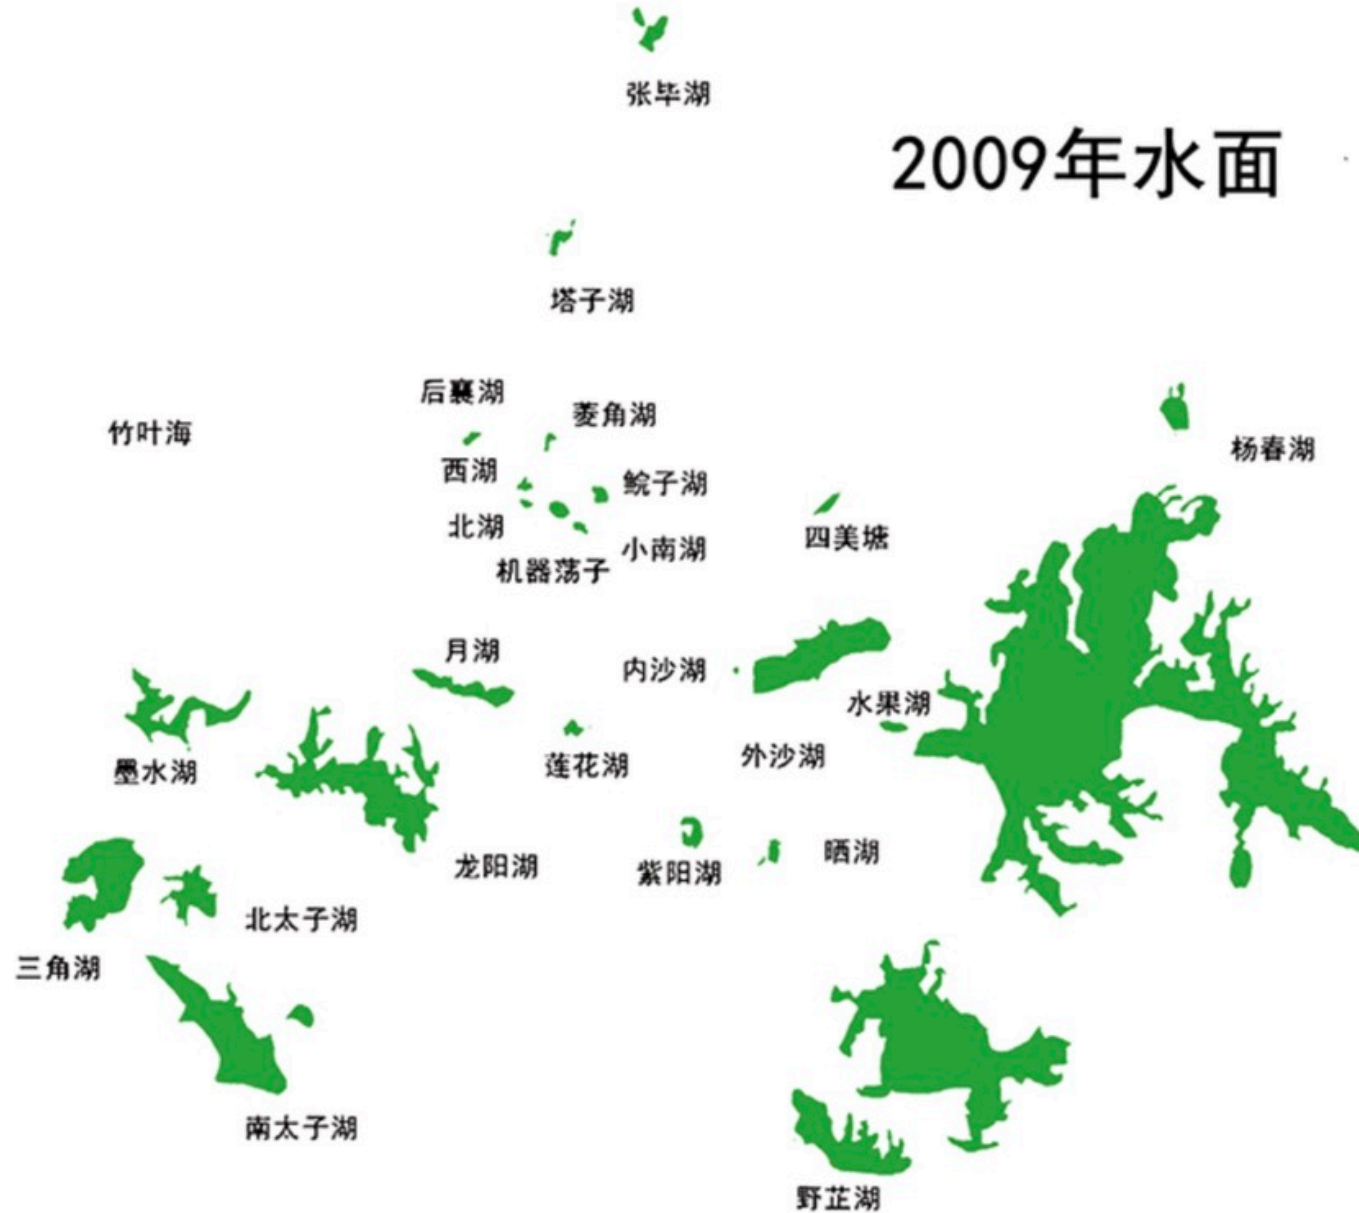 张毕湖
2009年水面
塔子湖
后襄湖
菱角湖
竹叶海
杨春湖
西湖
鲩子湖
北湖
四美塘
小南湖
机器荡子
月湖
内沙湖
水果湖
外沙湖
莲花湖
墨水湖
晒湖
龙阳湖
紫阳湖
北太子湖
三角湖
南太子湖
野芷湖